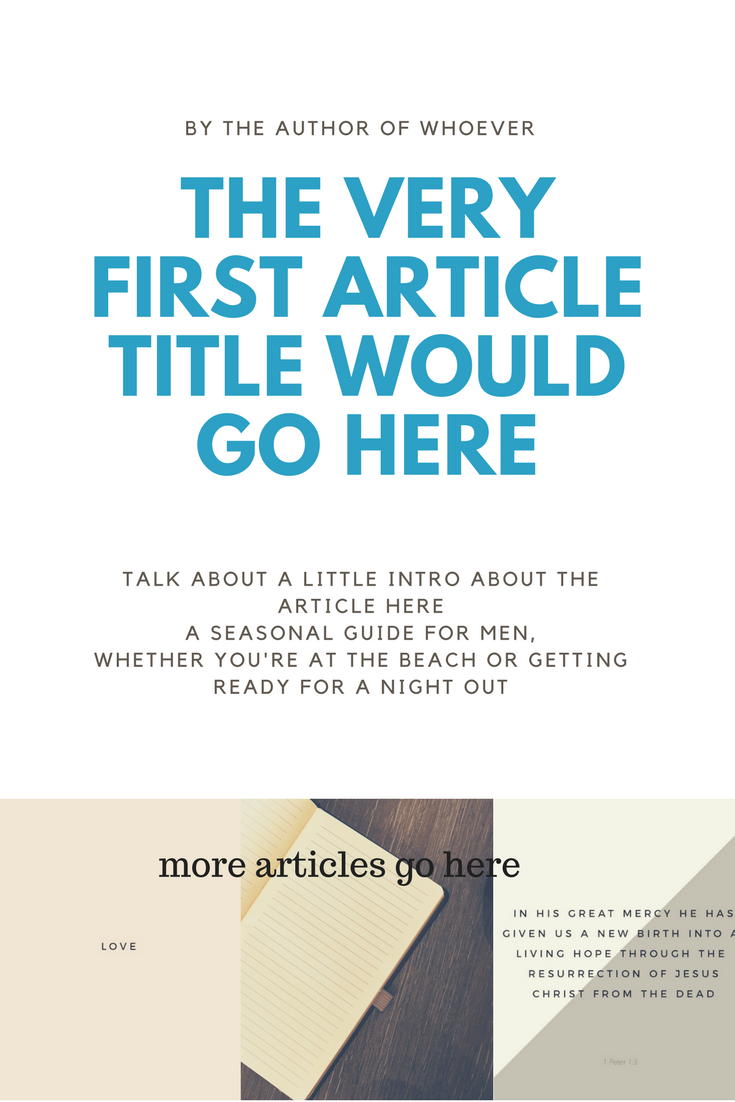 BY THE AUTHOR OF WHOEVER
THE VERY
FIRST ARTICLE
TITLE WOULD
GO HERE
TALK ABOUT A LITTLE INTRO ABOUT THE
ARTICLE HERE
A SEASONAL GUIDE FOR MEN,
WHETHER YOU'RE AT THE BEACH OR GETTING
READY FOR A NIGHT OUT
more articles go here
LOVE
IN HIS GREAT MERCY HE HAS
GIVEN US A NEW BIRTH INTO A
LIVING HOPE THROUGH THE
RESURRECTION OF JESUS
CHRIST FROM THE DEAD
1 Peter 1:3